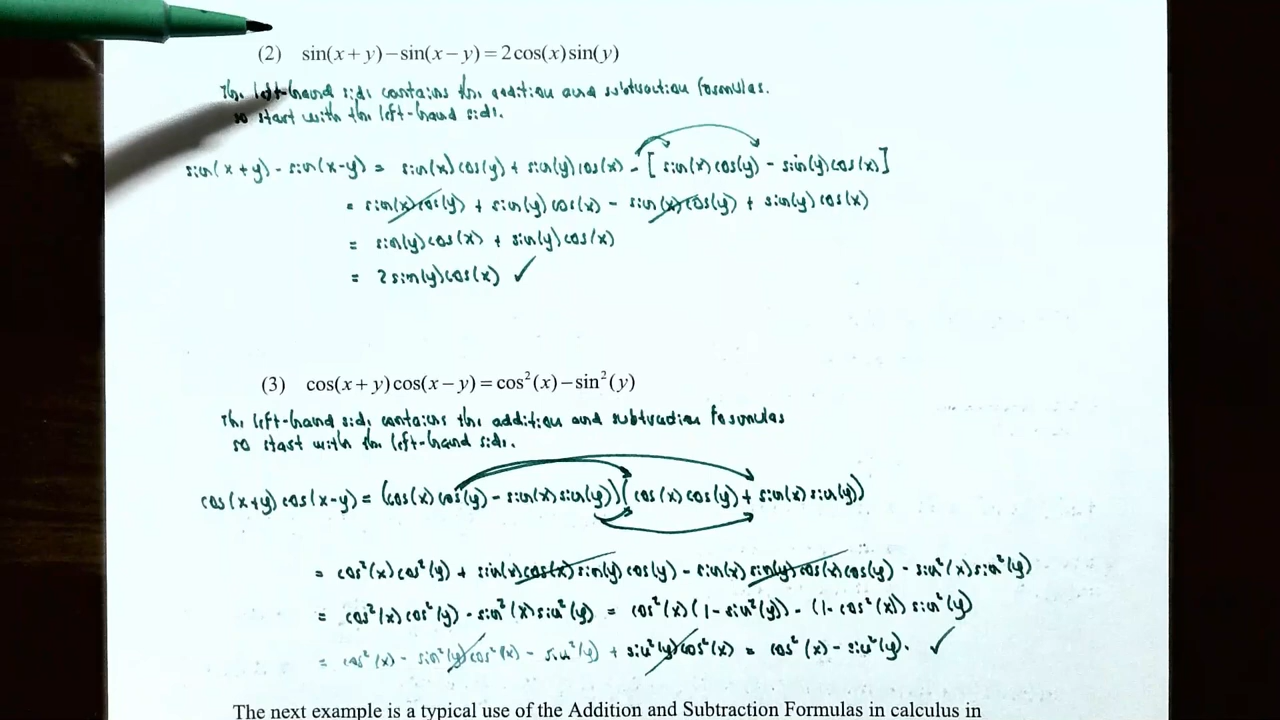 (2) sin(x + y) − sin(x − y) = 2cos(x)sin(y)
The left-hand side contains the addition and subtraction formulas.
so start with the left-hand side.
sin(x+y) - sin(x-y) = sin(x)cos(y) + sin(y)cos(x) - [sin(x)cos(y) - sin(y)cos(x)]
= sin(x)cos(y) + sin(y)cos(x) - sin(x)cos(y) + sin(y)cos(x)
= sin(y)cos(x) + sin(y)cos(x)
= 2sin(y)cos(x) ✓
(3) cos(x + y)cos(x − y) = cos²(x) − sin²(y)
The left-hand side contains the addition and subtraction formulas
so start with the left-hand side.
cos(x+y)cos(x-y) = (cos(x)cos(y) - sin(x)sin(y))(cos(x)cos(y) + sin(x)sin(y))
= cos²(x)cos²(y) + sin(x)cos(x)sin(y)cos(y) - sin(x)sin(y)cos(x)cos(y) - sin²(x)sin²(y)
= cos²(x)cos²(y) - sin²(x)sin²(y) = cos²(x)(1-sin²(y)) - (1-cos²(x))sin²(y)
= cos²(x) - sin²(y)cos²(x) - sin²(y) + sin²(y)cos²(x) = cos²(x) - sin²(y). ✓
The next example is a typical use of the Addition and Subtraction Formulas in calculus in